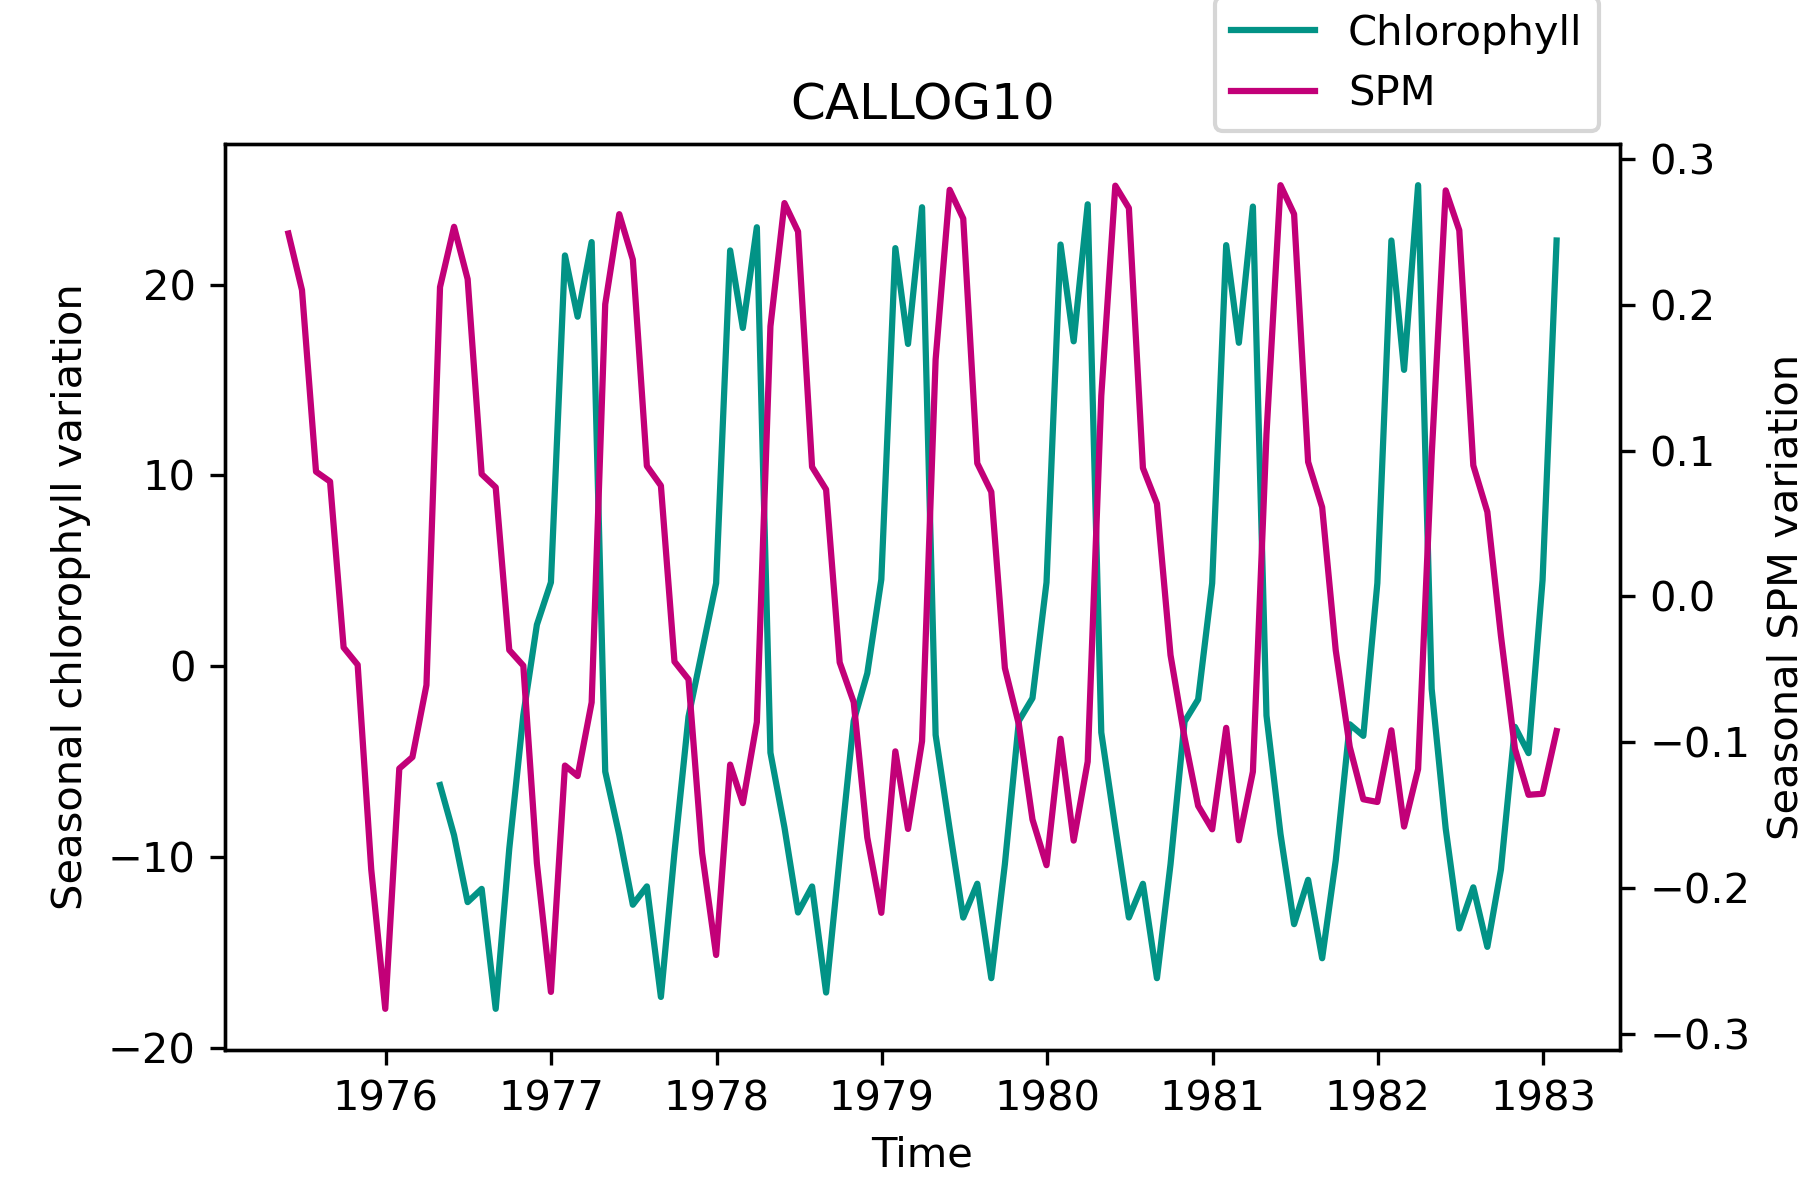 Chlorophyll
SPM
CALLOG10
Seasonal chlorophyll variation
20
10
0
−10
−20
0.3
0.2
0.1
0.0
−0.1
−0.2
−0.3
Seasonal SPM variation
1976 1977 1978 1979 1980 1981 1982 1983
Time